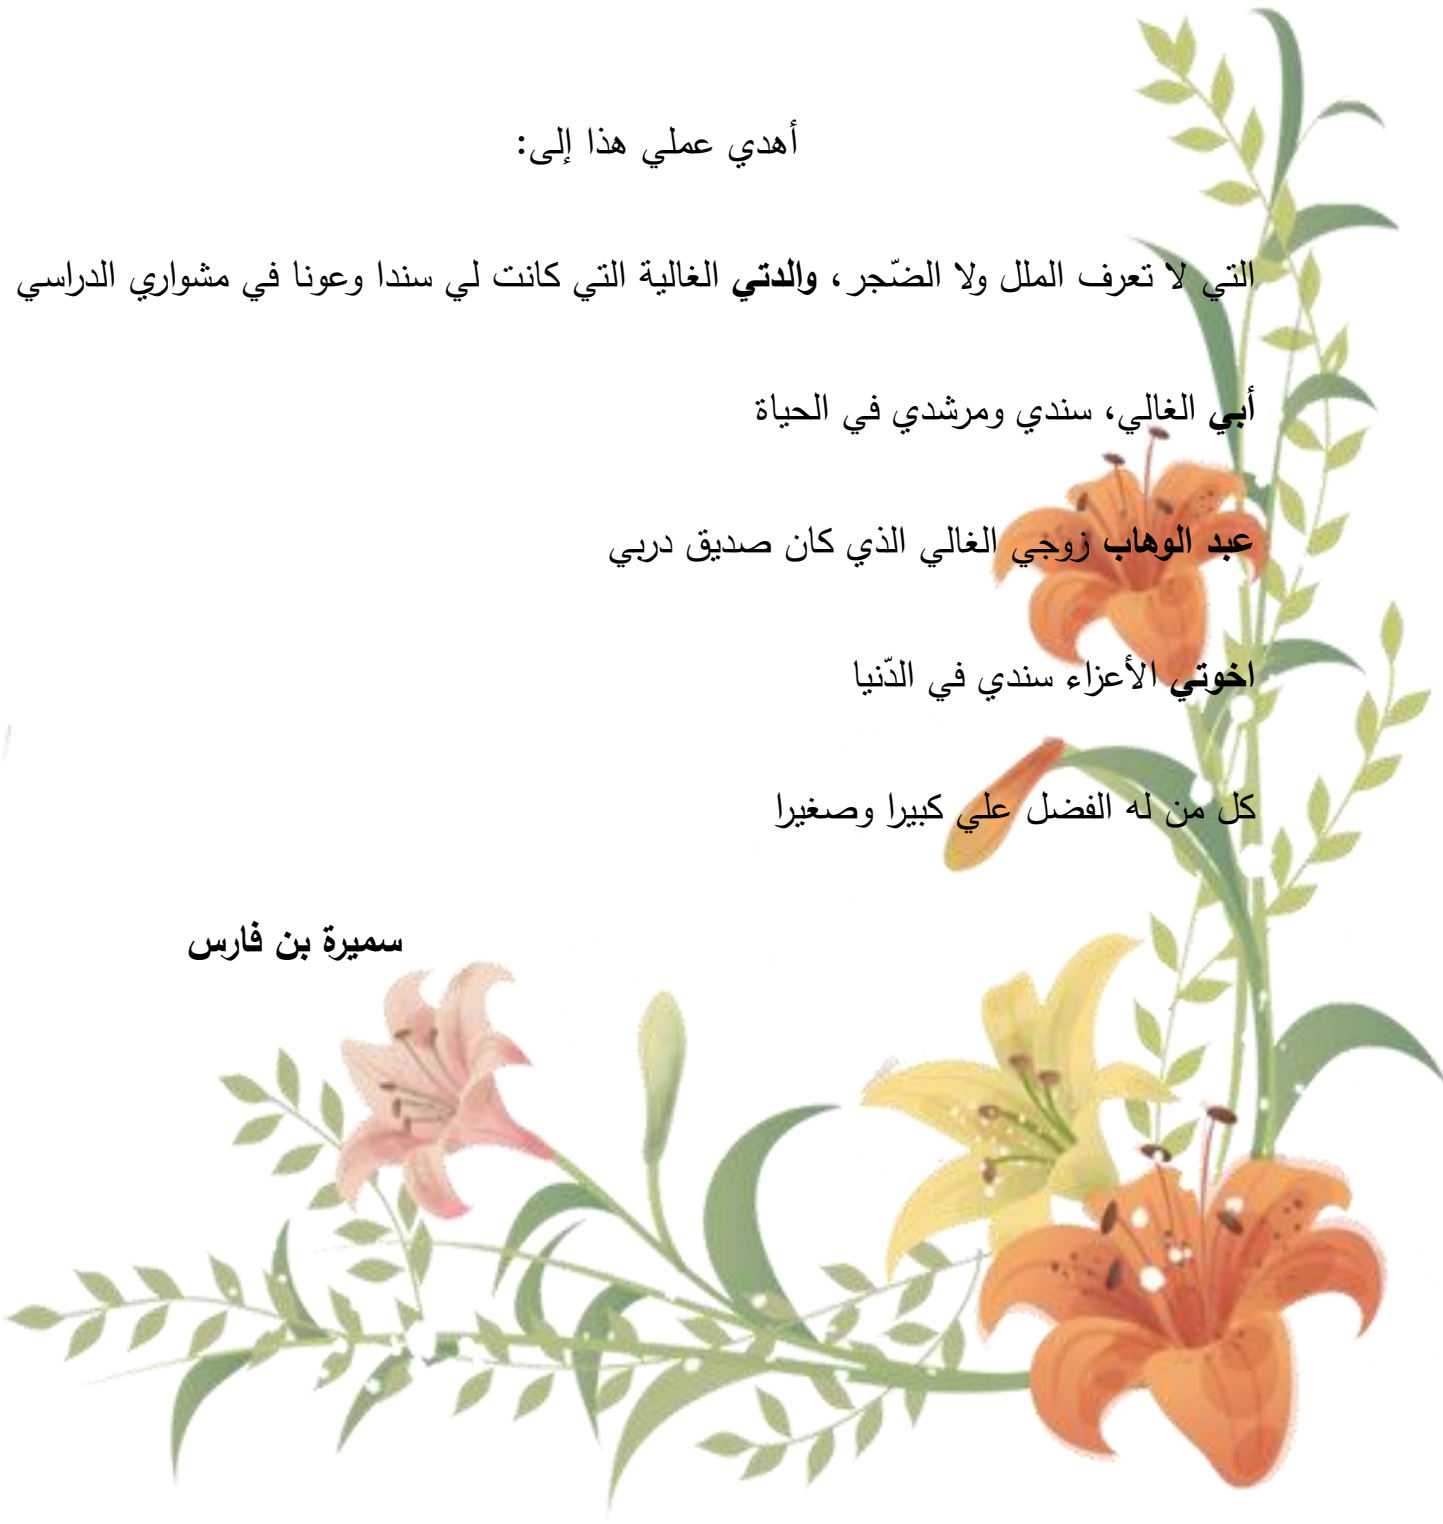 أهدي عملي هذا إلى:
التي لا تعرف الملل ولا الضّجر، والدتي الغالية التي كانت لي سندا وعونا في مشواري الدراسي
أبي الغالي، سندي ومرشدي في الحياة
عبد الوهاب زوجي الغالي الذي كان صديق دربي
اخوتي الأعزاء سندي في الدّنيا
كل من له الفضل علي كبيرا وصغيرا
سميرة بن فارس